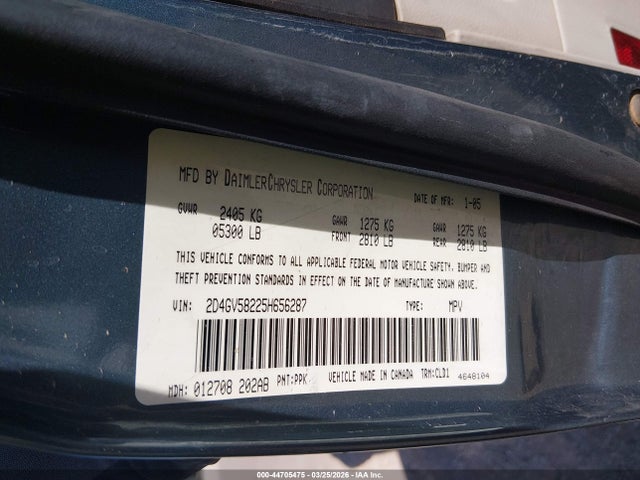 MFD BY DAIMLERCHRYSLER CORPORATION DATE OF MFR: 1-05
GVWR 2405 KG GAWR 1275 KG GAWR 1275 KG
05300 LB FRONT 2810 LB REAR 2810 LB
THIS VEHICLE CONFORMS TO ALL APPLICABLE FEDERAL MOTOR VEHICLE SAFETY, BUMPER AND
THEFT PREVENTION STANDARDS IN EFFECT ON THE DATE OF MANUFACTURE SHOWN ABOVE.
VIN: 2D4GV58225H656287 TYPE: MPV
MDH: 012708 202AB PNT:PPK VEHICLE MADE IN CANADA TRM:CLD1 4648104
000-44705475 - 03/25/2026 - IAA Inc.